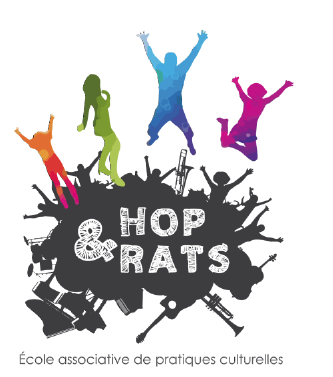 HOP
& RATS
École associative de pratiques culturelles